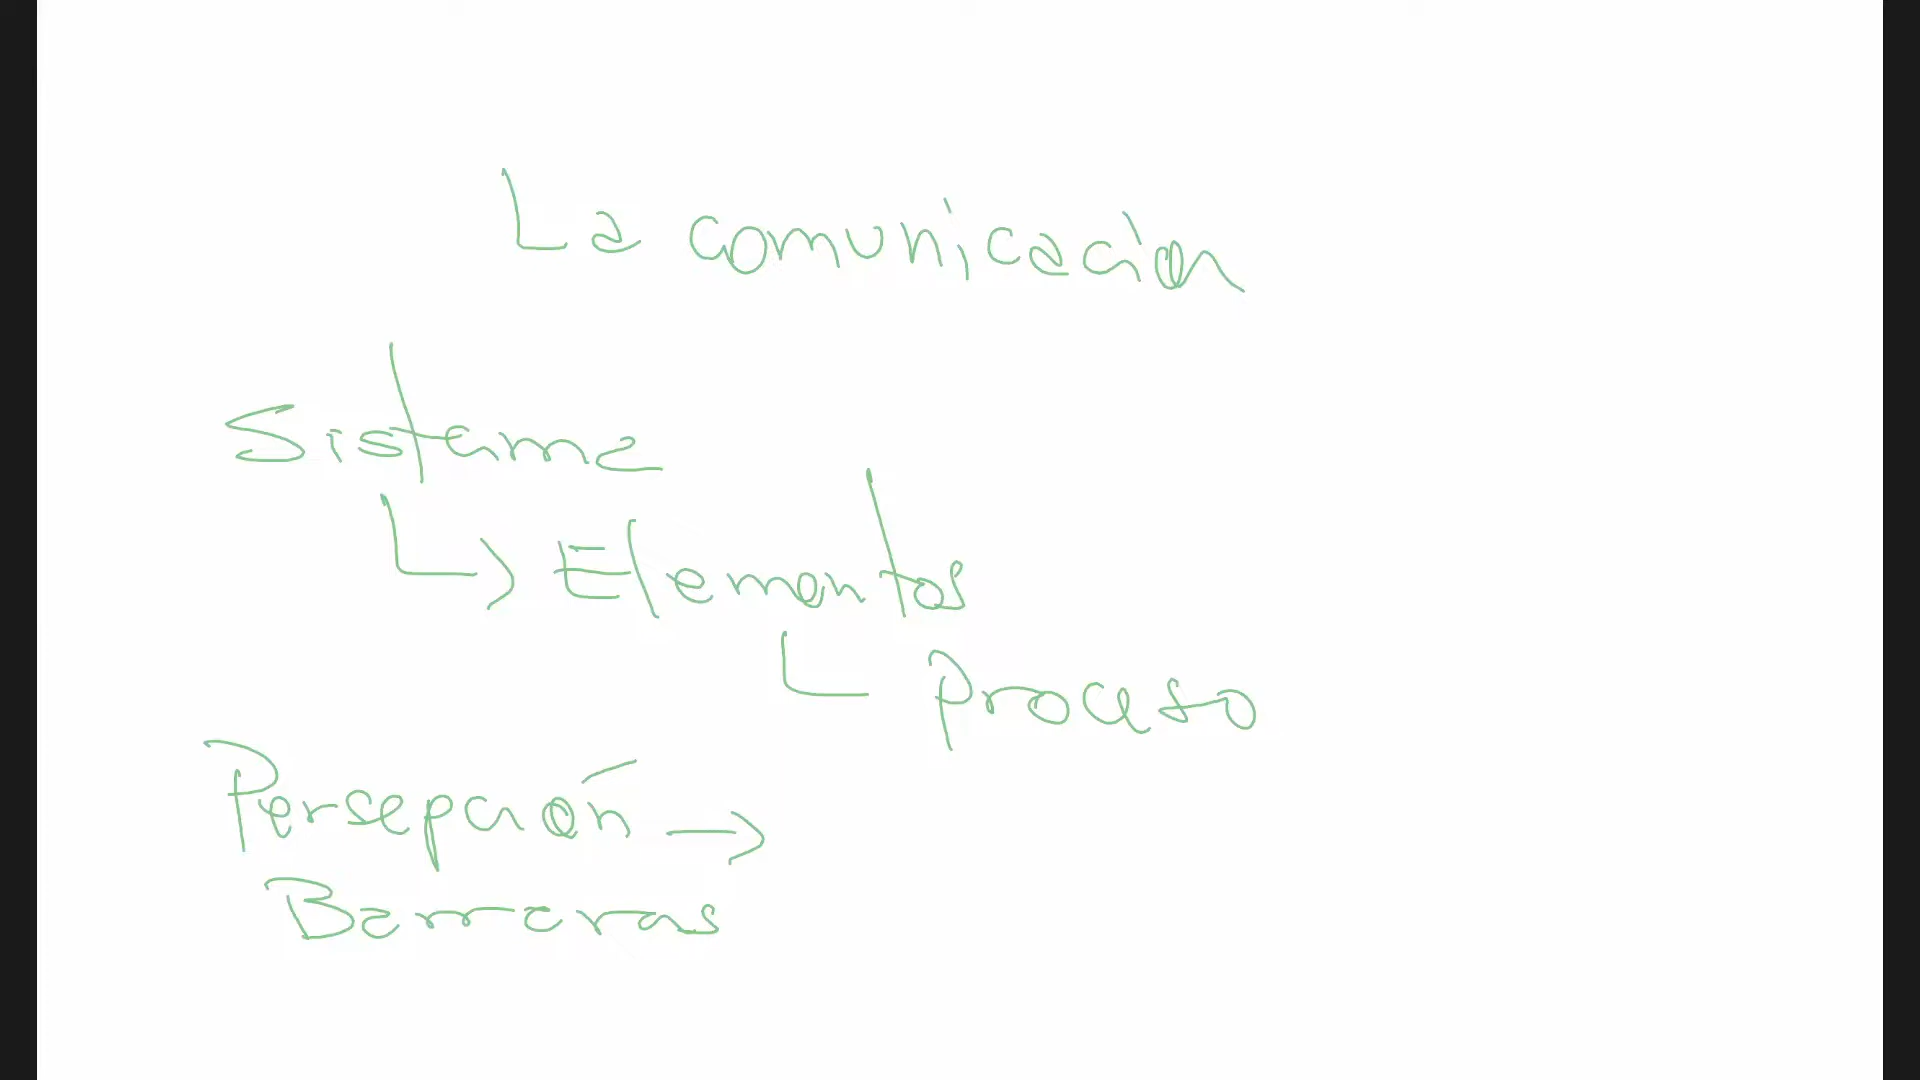 La comunicación
Sistema
↳ Elementos
└ Proceso
Persepción →
Barreras